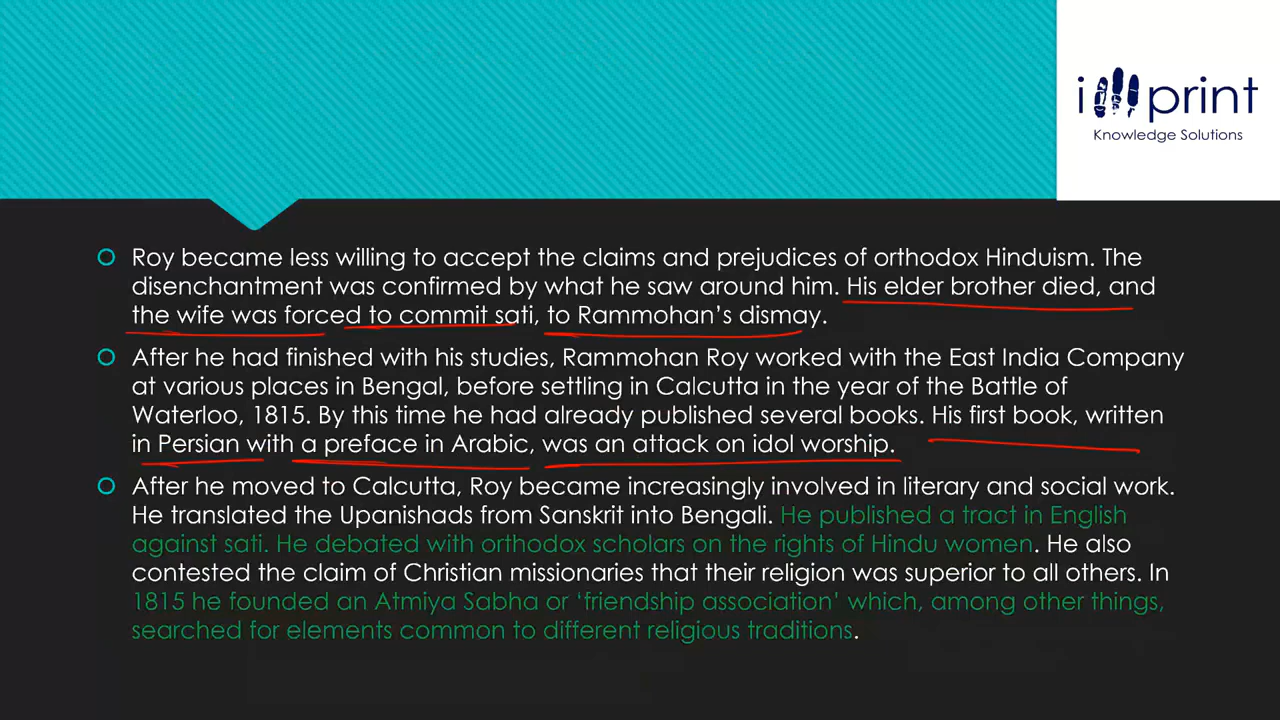 i print
Knowledge Solutions
Roy became less willing to accept the claims and prejudices of orthodox Hinduism. The
disenchantment was confirmed by what he saw around him. His elder brother died, and
the wife was forced to commit sati, to Rammohan’s dismay.
After he had finished with his studies, Rammohan Roy worked with the East India Company
at various places in Bengal, before settling in Calcutta in the year of the Battle of
Waterloo, 1815. By this time he had already published several books. His first book, written
in Persian with a preface in Arabic, was an attack on idol worship.
After he moved to Calcutta, Roy became increasingly involved in literary and social work.
He translated the Upanishads from Sanskrit into Bengali. He published a tract in English
against sati. He debated with orthodox scholars on the rights of Hindu women. He also
contested the claim of Christian missionaries that their religion was superior to all others. In
1815 he founded an Atmiya Sabha or ‘friendship association’ which, among other things,
searched for elements common to different religious traditions.